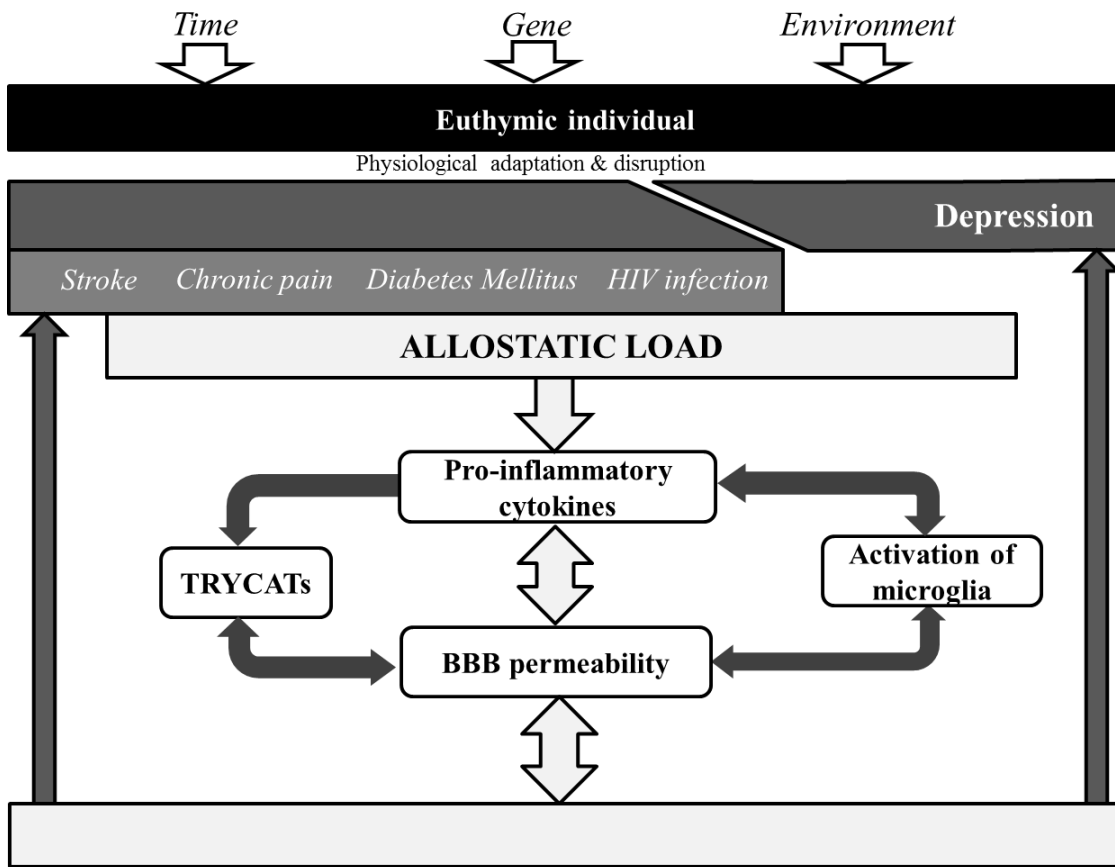 Time Gene Environment
Euthymic individual
Physiological adaptation & disruption
Depression
Stroke Chronic pain Diabetes Mellitus HIV infection
ALLOSTATIC LOAD
Pro-inflammatory
cytokines
TRYCATs
Activation of
microglia
BBB permeability